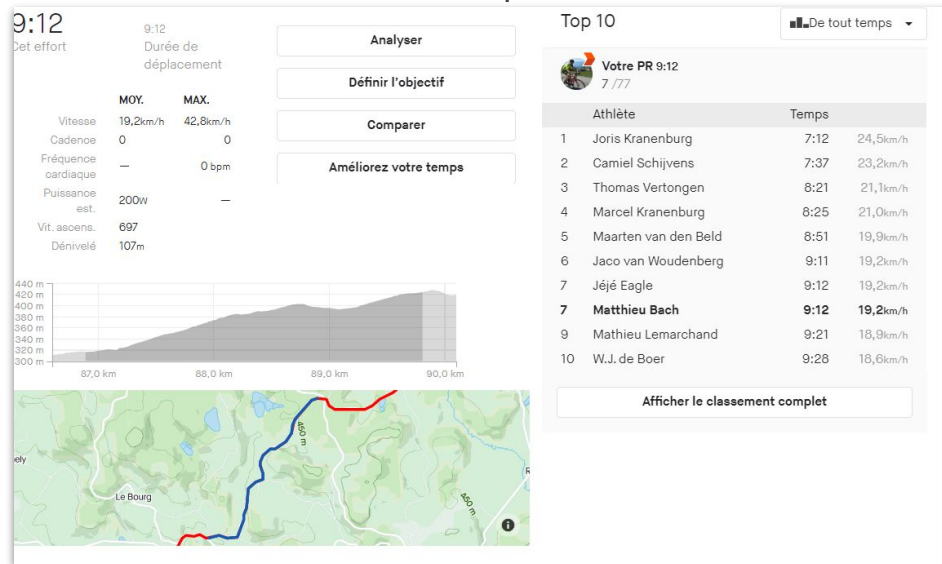 9:12
Cet effort
9:12
Durée de
déplacement
MOY. MAX.
Vitesse 19,2km/h 42,8km/h
Cadence 0 0
Fréquence
cardiaque — 0 bpm
Puissance
est. 200W —
Vit. ascens. 697
Dénivelé 107m
Analyser
Définir l'objectif
Comparer
Améliorez votre temps
440 m
420 m
400 m
380 m
360 m
340 m
320 m
300 m
87,0 km 88,0 km 89,0 km 90,0 km
ely
Le Bourg
450 m
450 m
R
Top 10
De tout temps
Votre PR 9:12
7 /77
Athlète Temps
1 Joris Kranenburg 7:12 24,5km/h
2 Camiel Schijvens 7:37 23,2km/h
3 Thomas Vertongen 8:21 21,1km/h
4 Marcel Kranenburg 8:25 21,0km/h
5 Maarten van den Beld 8:51 19,9km/h
6 Jaco van Woudenberg 9:11 19,2km/h
7 Jéjé Eagle 9:12 19,2km/h
7 Matthieu Bach 9:12 19,2km/h
9 Mathieu Lemarchand 9:21 18,9km/h
10 W.J. de Boer 9:28 18,6km/h
Afficher le classement complet